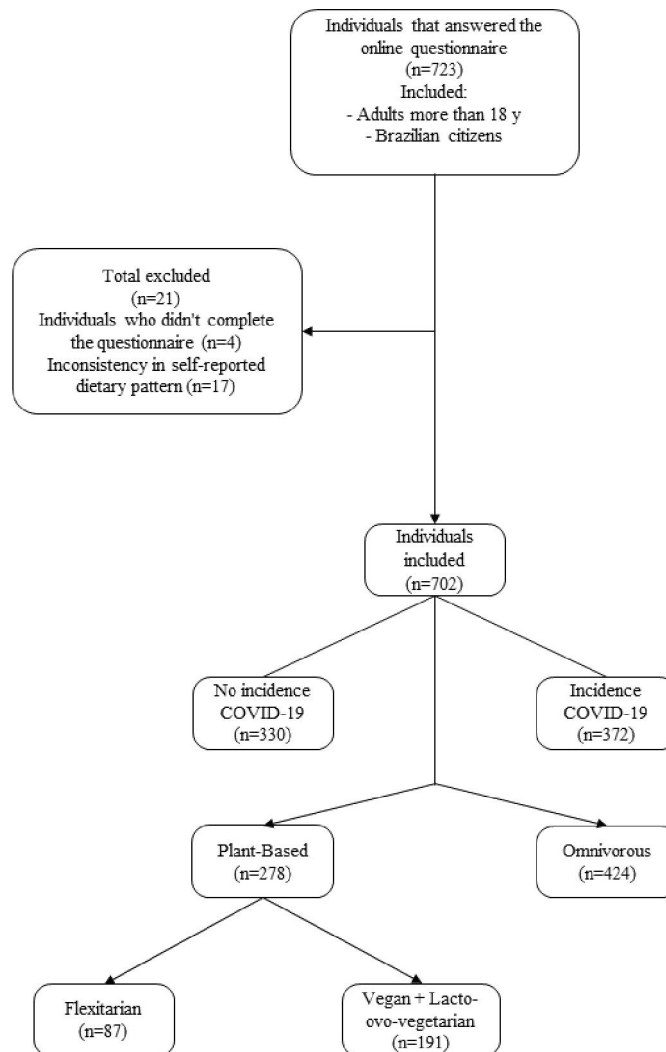 Individuals that answered the
online questionnaire
(n=723)
Included:
- Adults more than 18 y
- Brazilian citizens
Total excluded
(n=21)
Individuals who didn't complete
the questionnaire (n=4)
Inconsistency in self-reported
dietary pattern (n=17)
Individuals
included
(n=702)
No incidence
COVID-19
(n=330)
Incidence
COVID-19
(n=372)
Plant-Based
(n=278)
Omnivorous
(n=424)
Flexitarian
(n=87)
Vegan + Lacto-
ovo-vegetarian
(n=191)